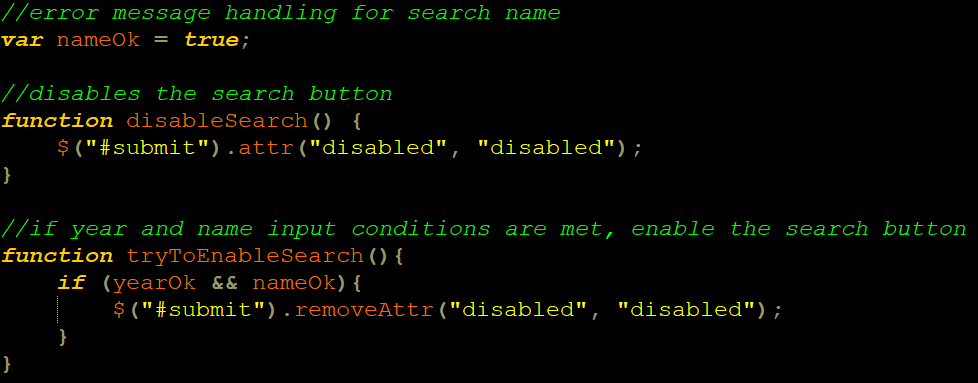 //error message handling for search name
var nameOk = true;
//disables the search button
function disableSearch() {
    $("#submit").attr("disabled", "disabled");
}
//if year and name input conditions are met, enable the search button
function tryToEnableSearch(){
    if (yearOk && nameOk){
        $("#submit").removeAttr("disabled", "disabled");
    }
}